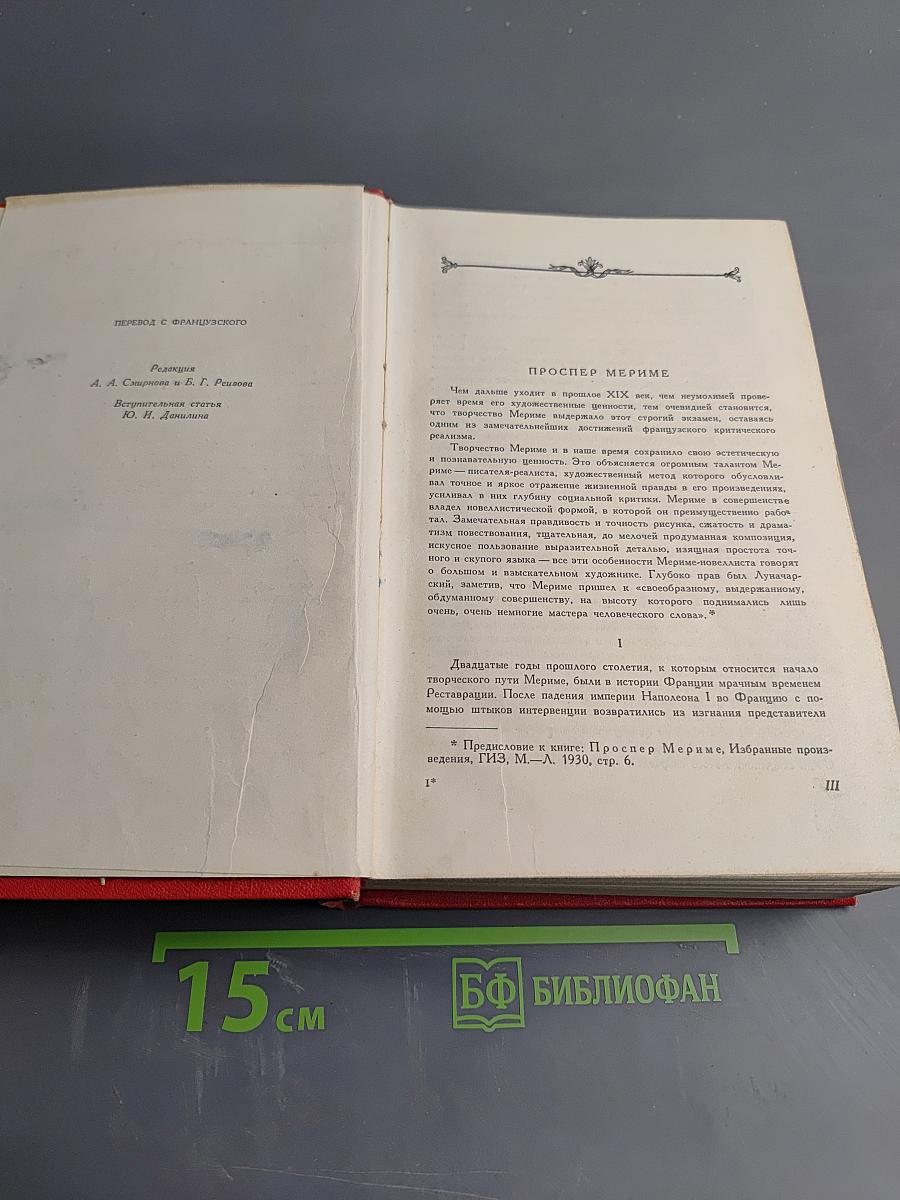 ПЕРЕВОД С ФРАНЦУЗСКОГО
Редакция
А. А. Смирнова и Б. Г. Реизова
Вступительная статья
Ю. И. Данилина
ПРОСПЕР МЕРИМЕ
Чем дальше уходит в прошлое XIX век, чем неумолимей прове-
ряет время его художественные ценности, тем очевидней становится,
что творчество Мериме выдержало этот строгий экзамен, оставаясь
одним из замечательнейших достижений французского критического
реализма.
Творчество Мериме и в наше время сохранило свою эстетическую
и познавательную ценность. Это объясняется огромным талантом Ме-
риме — писателя-реалиста, художественный метод которого обусловли-
вал точное и яркое отражение жизненной правды в его произведениях,
усиливал в них глубину социальной критики. Мериме в совершенстве
владел новеллистической формой, в которой он преимущественно рабо-
тал. Замечательная правдивость и точность рисунка, сжатость и драма-
тизм повествования, тщательная, до мелочей продуманная композиция,
искусное пользование выразительной деталью, изящная простота точ-
ного и скупого языка — все эти особенности Мериме-новеллиста говорят
о большом и взыскательном художнике. Глубоко прав был Луначар-
ский, заметив, что Мериме пришел к «своеобразному, выдержанному,
обдуманному совершенству, на высоту которого поднимались лишь
очень, очень немногие мастера человеческого слова».*
I
Двадцатые годы прошлого столетия, к которым относится начало
творческого пути Мериме, были в истории Франции мрачным временем
Реставрации. После падения империи Наполеона I во Францию с по-
мощью штыков интервенции возвратились из изгнания представители
* Предисловие к книге: Проспер Мериме, Избранные произ-
ведения, ГИЗ, М.—Л. 1930, стр. 6.
1*
III
15 см
БФ БИБЛИОФАН